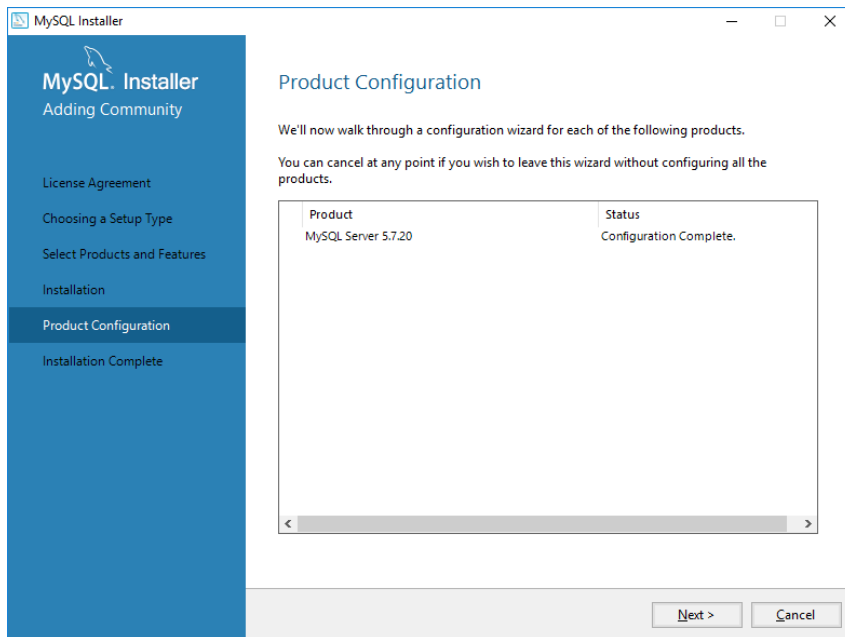 MySQL Installer
MySQL. Installer
Adding Community
License Agreement
Choosing a Setup Type
Select Products and Features
Installation
Product Configuration
Installation Complete
Product Configuration
We'll now walk through a configuration wizard for each of the following products.
You can cancel at any point if you wish to leave this wizard without configuring all the
products.
Product Status
MySQL Server 5.7.20 Configuration Complete.
Next > Cancel